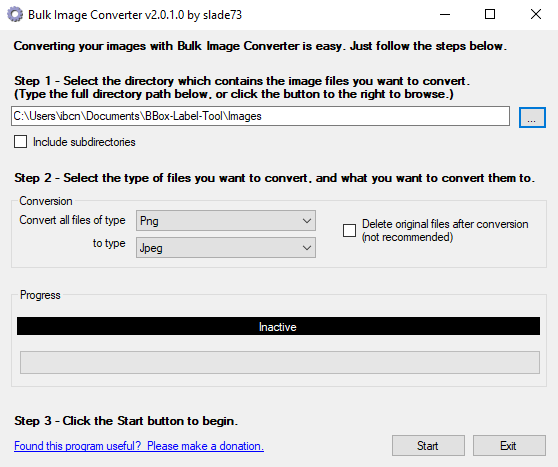 Bulk Image Converter v2.0.1.0 by slade73
Converting your images with Bulk Image Converter is easy. Just follow the steps below.
Step 1 - Select the directory which contains the image files you want to convert.
(Type the full directory path below, or click the button to the right to browse.)
C:\Users\ibcn\Documents\BBox-Label-Tool\Images
...
Include subdirectories
Step 2 - Select the type of files you want to convert, and what you want to convert them to.
Conversion
Convert all files of type
Png
to type
Jpeg
Delete original files after conversion
(not recommended)
Progress
Inactive
Step 3 - Click the Start button to begin.
Found this program useful? Please make a donation.
Start
Exit